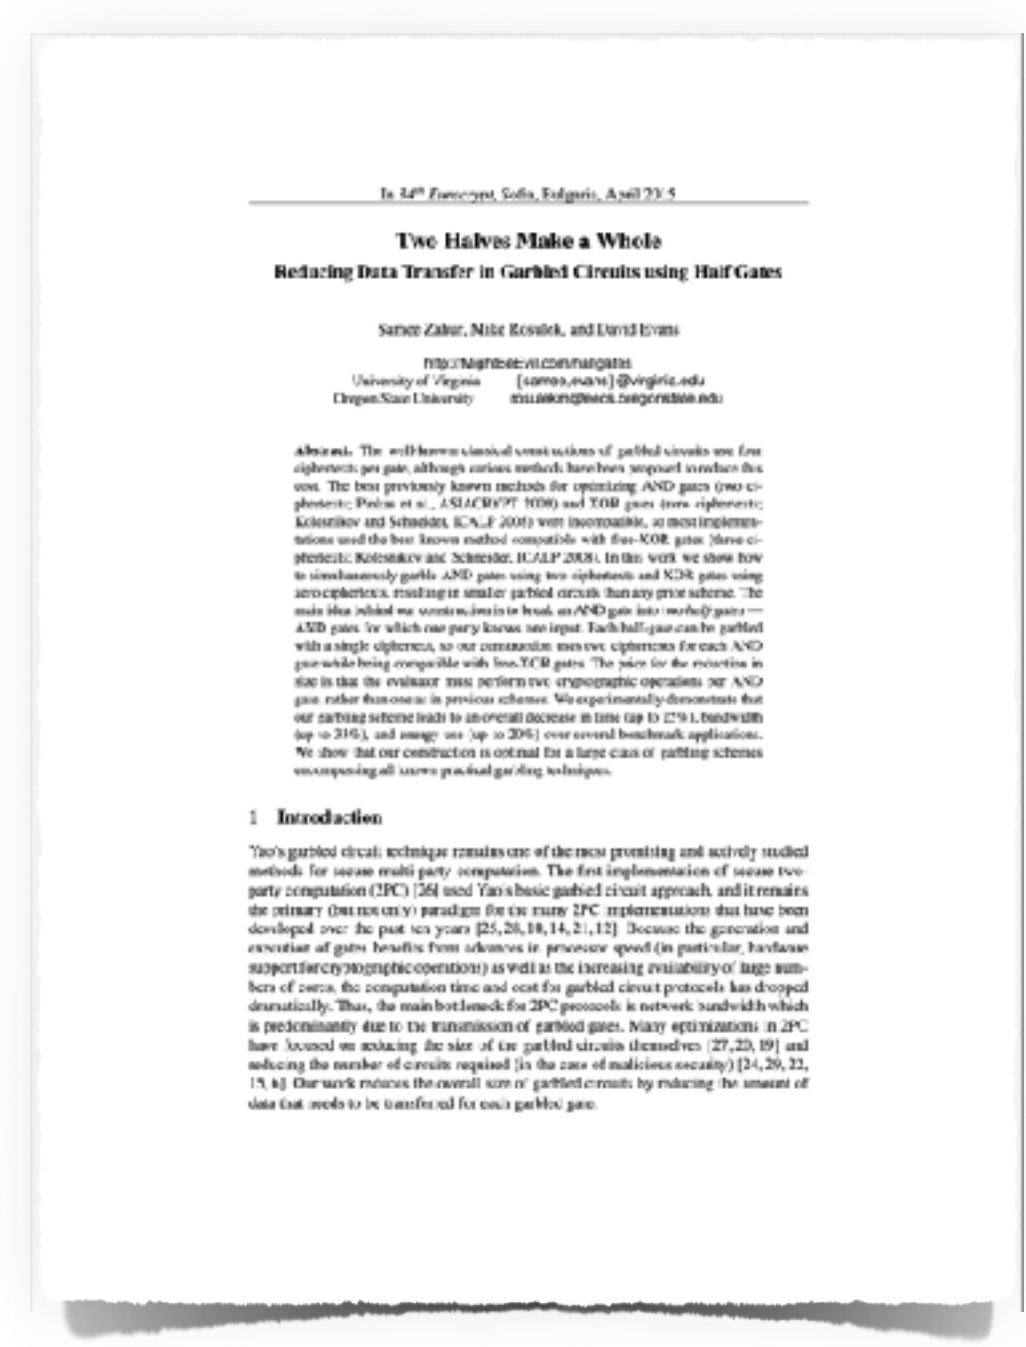 In 34th Eurocrypt, Sofia, Bulgaria, April 2015
Two Halves Make a Whole
Reducing Data Transfer in Garbled Circuits using Half Gates
Samee Zahur, Mike Rosulek, and David Evans
http://MightBeEvil.com/halfgates
University of Virginia [samee,evans]@virginia.edu
Oregon State University rosulekm@eecs.oregonstate.edu
Abstract. The well-known classical constructions of garbled circuits use four
ciphertexts per gate, although various methods have been proposed to reduce this
cost. The best previously known methods for optimizing AND gates (two ci-
phertexts; Pinkas et al., ASIACRYPT 2009) and XOR gates (zero ciphertexts;
Kolesnikov and Schneider, ICALP 2008) were incompatible, so most implemen-
tations used the best known method compatible with free-XOR gates (three ci-
phertexts; Kolesnikov and Schneider, ICALP 2008). In this work we show how
to simultaneously garble AND gates using two ciphertexts and XOR gates using
zero ciphertexts, resulting in smaller garbled circuits than any prior scheme. The
main idea behind our construction is to break an AND gate into two half-gates —
AND gates for which one party knows one input. Each half-gate can be garbled
with a single ciphertext, so our construction uses two ciphertexts for each AND
gate while being compatible with free-XOR gates. The price for the reduction in
size is that the evaluator must perform two cryptographic operations per AND
gate, rather than one as in previous schemes. We experimentally demonstrate that
our garbling scheme leads to an overall decrease in time (up to 25%), bandwidth
(up to 33%), and energy use (up to 20%) over several benchmark applications.
We show that our construction is optimal for a large class of garbling schemes
encompassing all known practical garbling techniques.
1 Introduction
Yao's garbled circuit technique remains one of the most promising and actively studied
methods for secure multi-party computation. The first implementation of secure two-
party computation (2PC) [26] used Yao's basic garbled circuit approach, and it remains
the primary (but not only) paradigm for the many 2PC implementations that have been
developed over the past ten years [25, 28, 10, 14, 21, 12]. Because the generation and
execution of gates benefits from advances in processor speed (in particular, hardware
support for cryptographic operations) as well as the increasing availability of large num-
bers of cores, the computation time and cost for garbled circuit protocols has dropped
dramatically. Thus, the main bottleneck for 2PC protocols is network bandwidth which
is predominantly due to the transmission of garbled gates. Many optimizations in 2PC
have focused on reducing the size of the garbled circuits themselves [27, 20, 19] and
reducing the number of circuits required (in the case of malicious security) [24, 29, 22,
15, 6]. Our work reduces the overall size of garbled circuits by reducing the amount of
data that needs to be transferred for each garbled gate.